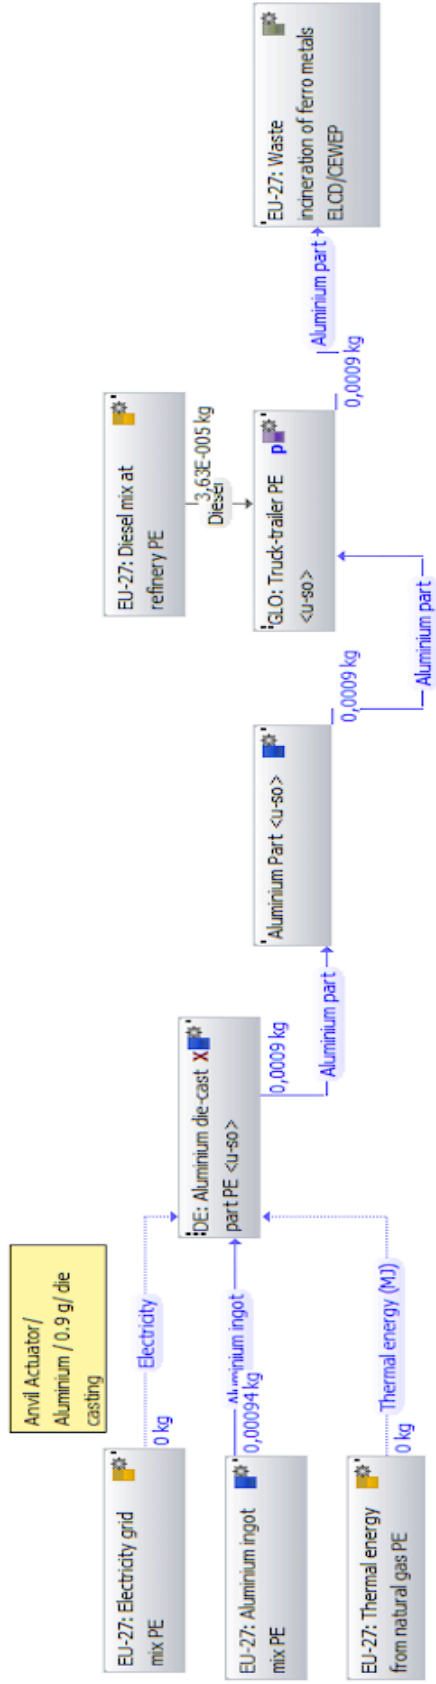 Anvil Actuator/
Aluminium / 0.9 g/ die
casting
EU-27: Electricity grid
mix PE
0 kg
Electricity
EU-27: Aluminium ingot
mix PE
Aluminium ingot
0,00094 kg
EU-27: Thermal energy
from natural gas PE
0 kg
Thermal energy (MJ)
DE: Aluminium die-cast X
part PE <u-so>
0,0009 kg
Aluminium part
Aluminium Part <u-so>
0,0009 kg
Aluminium part
EU-27: Diesel mix at
refinery PE
3,63E-005 kg
Diesel
GLO: Truck-trailer PE p
<u-so>
0,0009 kg
Aluminium part
EU-27: Waste
incineration of ferro metals
ELCD/CEWEP